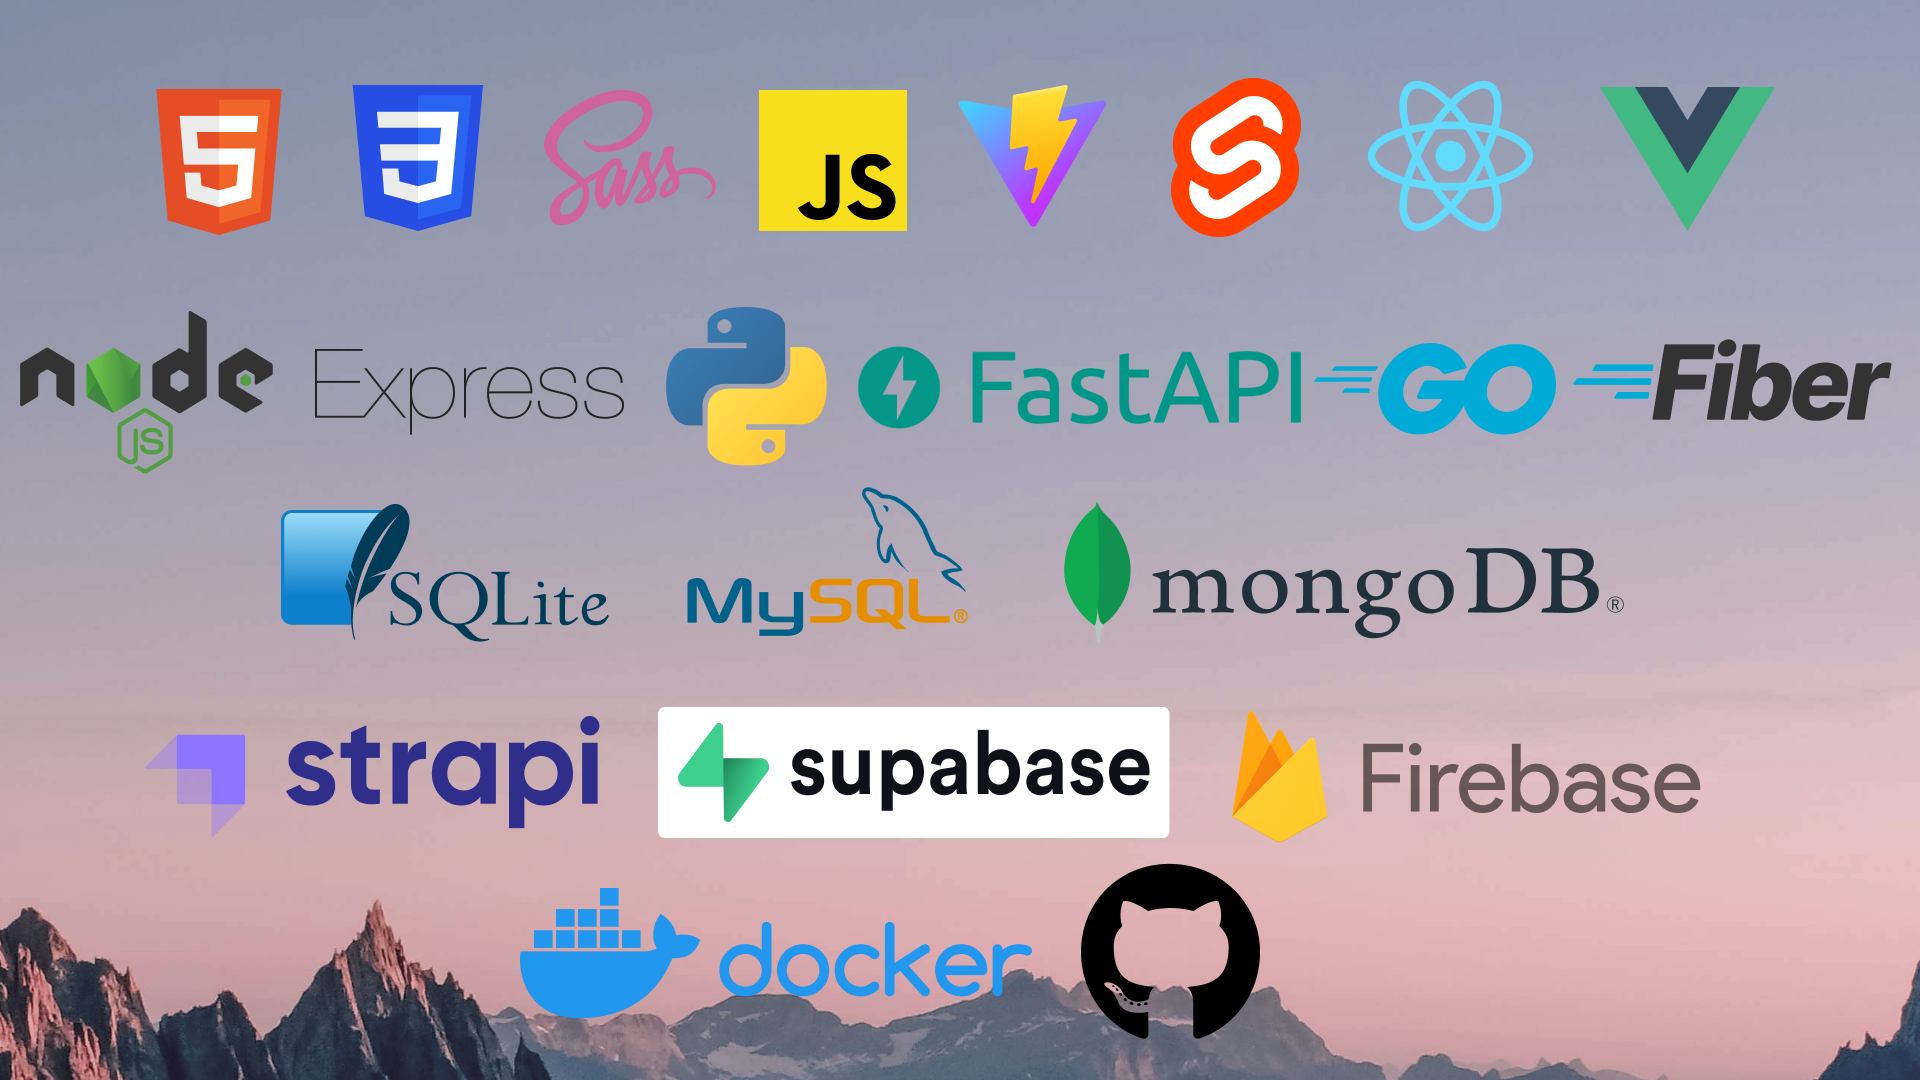 5 3 Sass JS
node Express FastAPI GO Fiber
JS
SQLite MySQL® mongoDB®
strapi supabase Firebase
docker